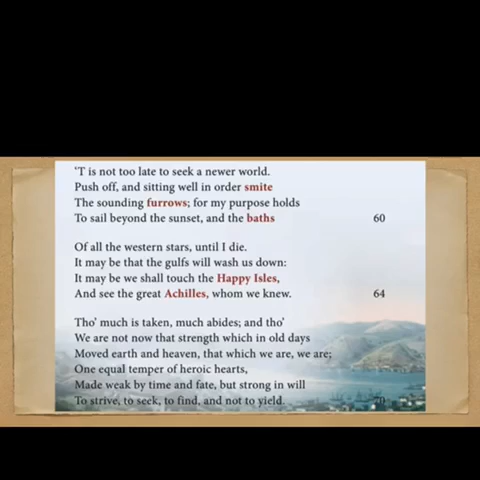 ‘T is not too late to seek a newer world.
Push off, and sitting well in order smite
The sounding furrows; for my purpose holds
To sail beyond the sunset, and the baths 60
Of all the western stars, until I die.
It may be that the gulfs will wash us down:
It may be we shall touch the Happy Isles,
And see the great Achilles, whom we knew. 64
Tho’ much is taken, much abides; and tho’
We are not now that strength which in old days
Moved earth and heaven, that which we are, we are;
One equal temper of heroic hearts,
Made weak by time and fate, but strong in will
To strive, to seek, to find, and not to yield. 70